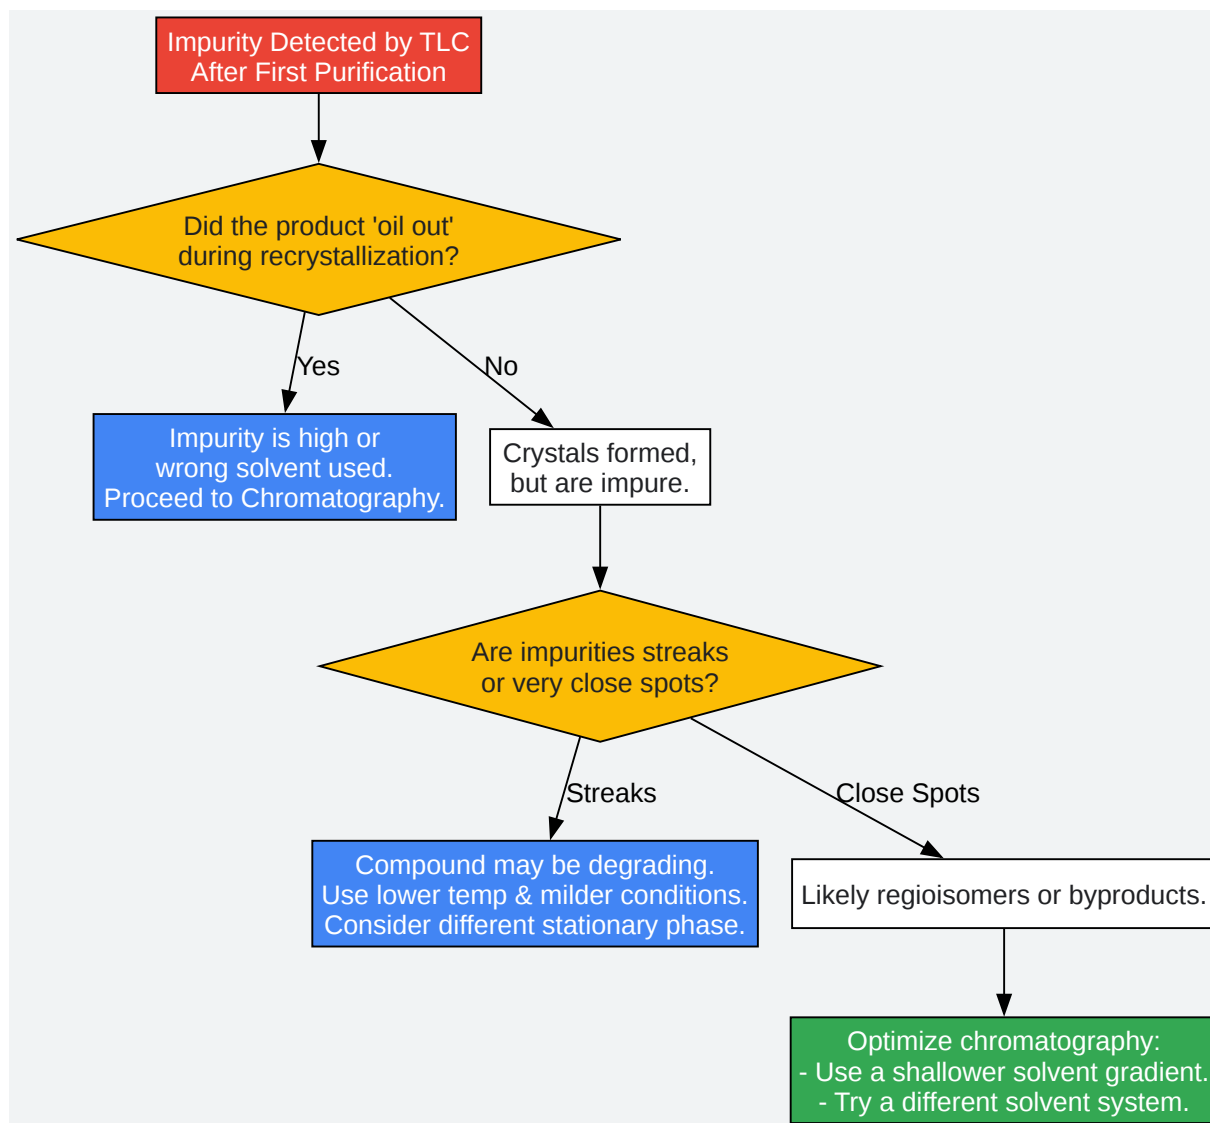 Impurity Detected by TLC
After First Purification
Did the product 'oil out'
during recrystallization?
Yes
No
Impurity is high or
wrong solvent used.
Proceed to Chromatography.
Crystals formed,
but are impure.
Are impurities streaks
or very close spots?
Streaks
Close Spots
Compound may be degrading.
Use lower temp & milder conditions.
Consider different stationary phase.
Likely regioisomers or byproducts.
Optimize chromatography:
- Use a shallower solvent gradient.
- Try a different solvent system.